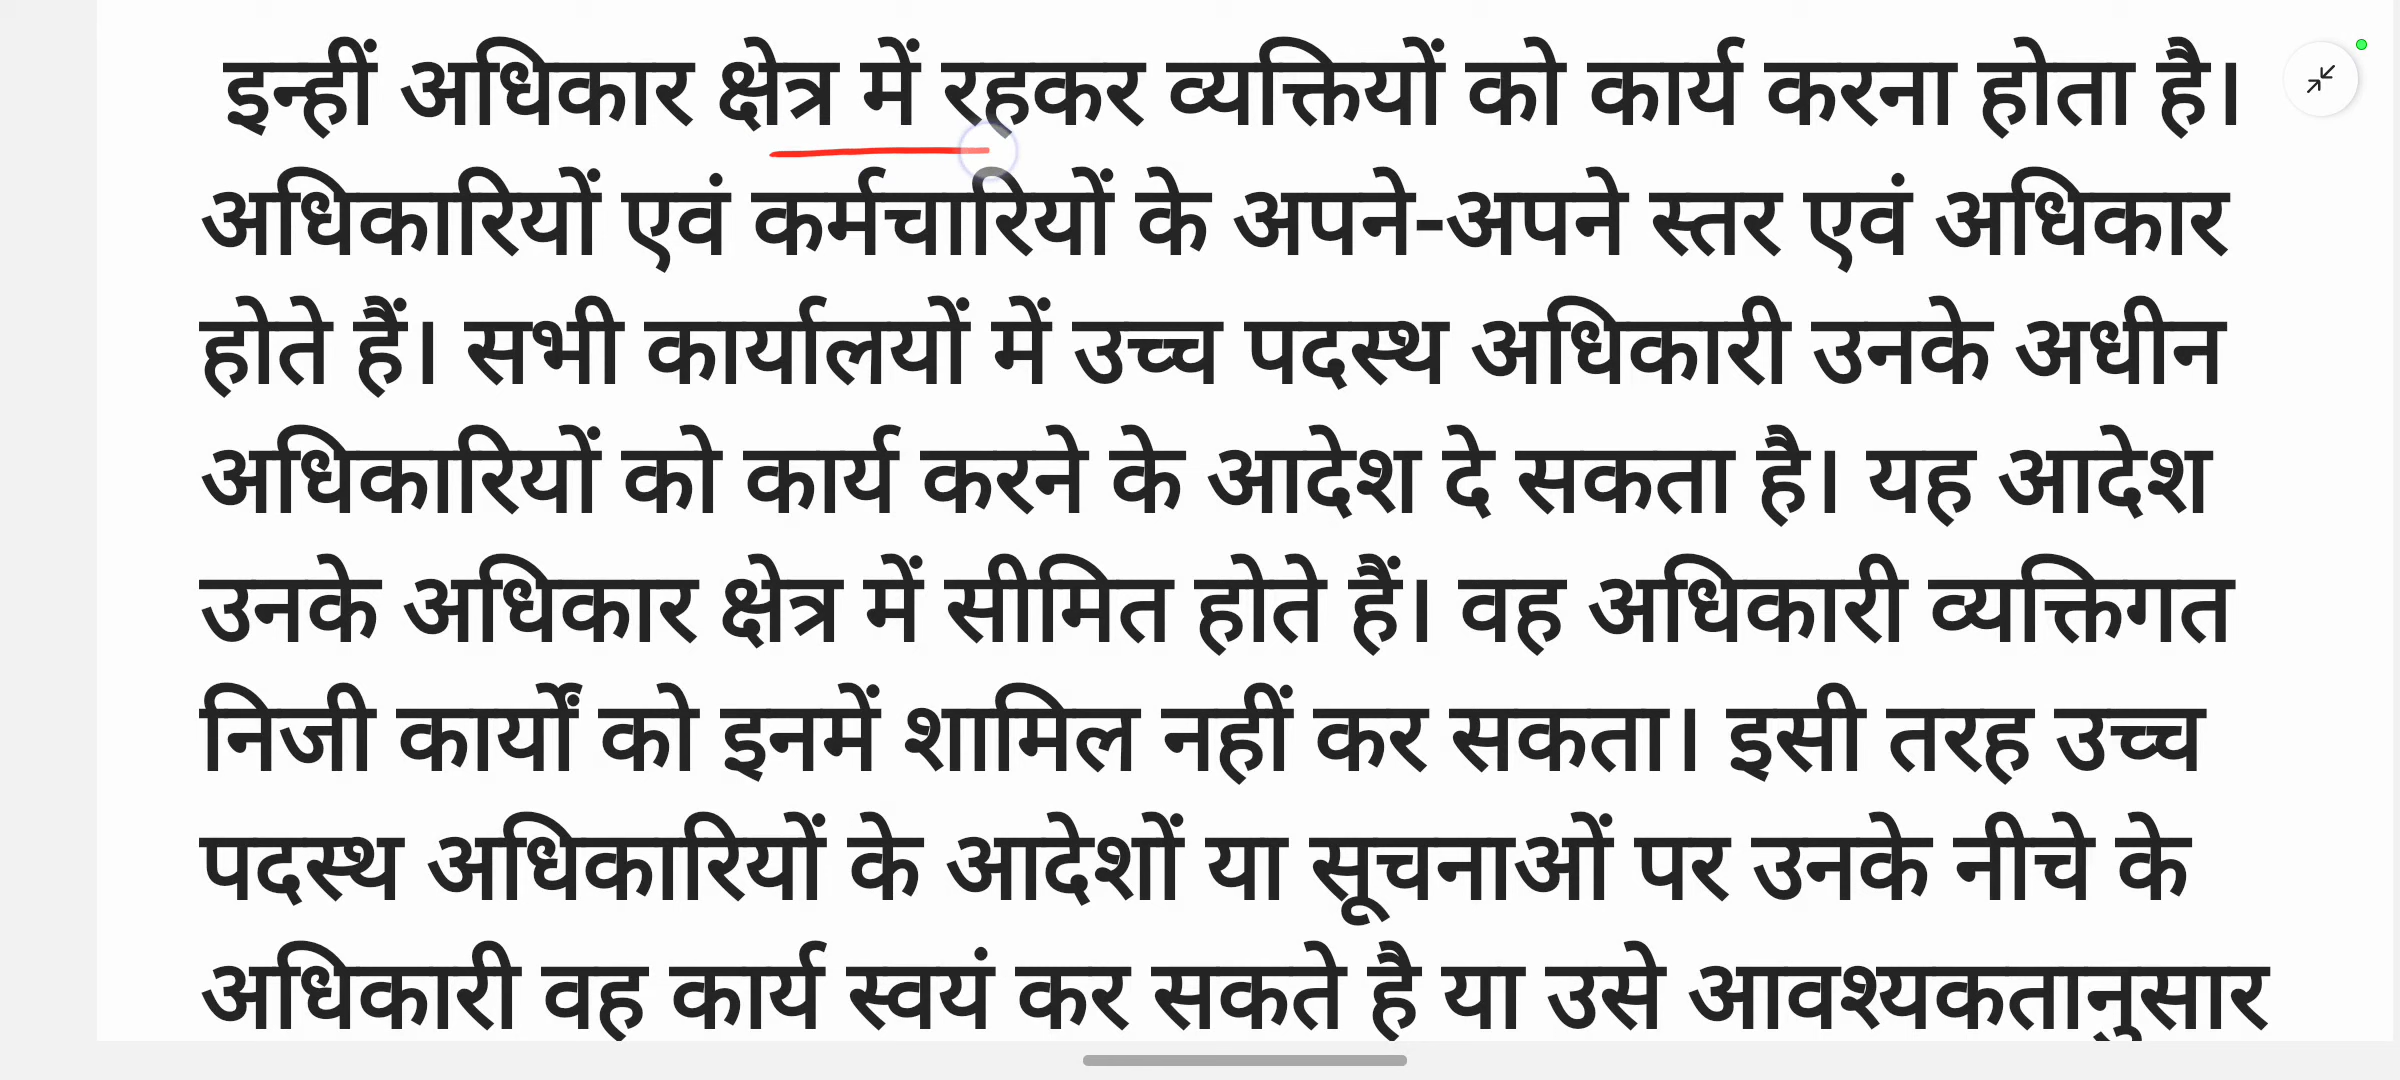 इन्हीं अधिकार क्षेत्र में रहकर व्यक्तियों को कार्य करना होता है।
अधिकारियों एवं कर्मचारियों के अपने-अपने स्तर एवं अधिकार
होते हैं। सभी कार्यालयों में उच्च पदस्थ अधिकारी उनके अधीन
अधिकारियों को कार्य करने के आदेश दे सकता है। यह आदेश
उनके अधिकार क्षेत्र में सीमित होते हैं। वह अधिकारी व्यक्तिगत
निजी कार्यों को इनमें शामिल नहीं कर सकता। इसी तरह उच्च
पदस्थ अधिकारियों के आदेशों या सूचनाओं पर उनके नीचे के
अधिकारी वह कार्य स्वयं कर सकते है या उसे आवश्यकतानुसार